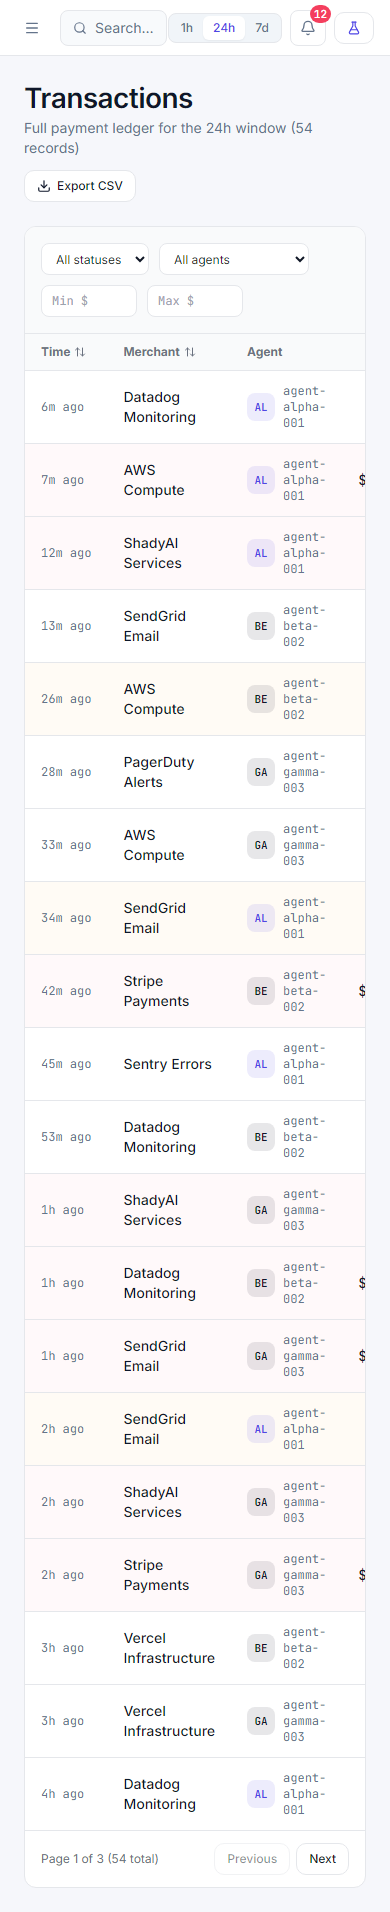 Search...
1h 24h 7d
12
Transactions
Full payment ledger for the 24h window (54
records)
Export CSV
All statuses All agents
Min $ Max $
Time Merchant Agent
6m ago Datadog Monitoring AL agent-alpha-001
7m ago AWS Compute AL agent-alpha-001 $
12m ago ShadyAI Services AL agent-alpha-001
13m ago SendGrid Email BE agent-beta-002
26m ago AWS Compute BE agent-beta-002
28m ago PagerDuty Alerts GA agent-gamma-003
33m ago AWS Compute GA agent-gamma-003
34m ago SendGrid Email AL agent-alpha-001
42m ago Stripe Payments BE agent-beta-002 $
45m ago Sentry Errors AL agent-alpha-001
53m ago Datadog Monitoring BE agent-beta-002
1h ago ShadyAI Services GA agent-gamma-003
1h ago Datadog Monitoring BE agent-beta-002 $
1h ago SendGrid Email GA agent-gamma-003 $
2h ago SendGrid Email AL agent-alpha-001
2h ago ShadyAI Services GA agent-gamma-003
2h ago Stripe Payments GA agent-gamma-003 $
3h ago Vercel Infrastructure BE agent-beta-002
3h ago Vercel Infrastructure GA agent-gamma-003
4h ago Datadog Monitoring AL agent-alpha-001
Page 1 of 3 (54 total) Previous Next